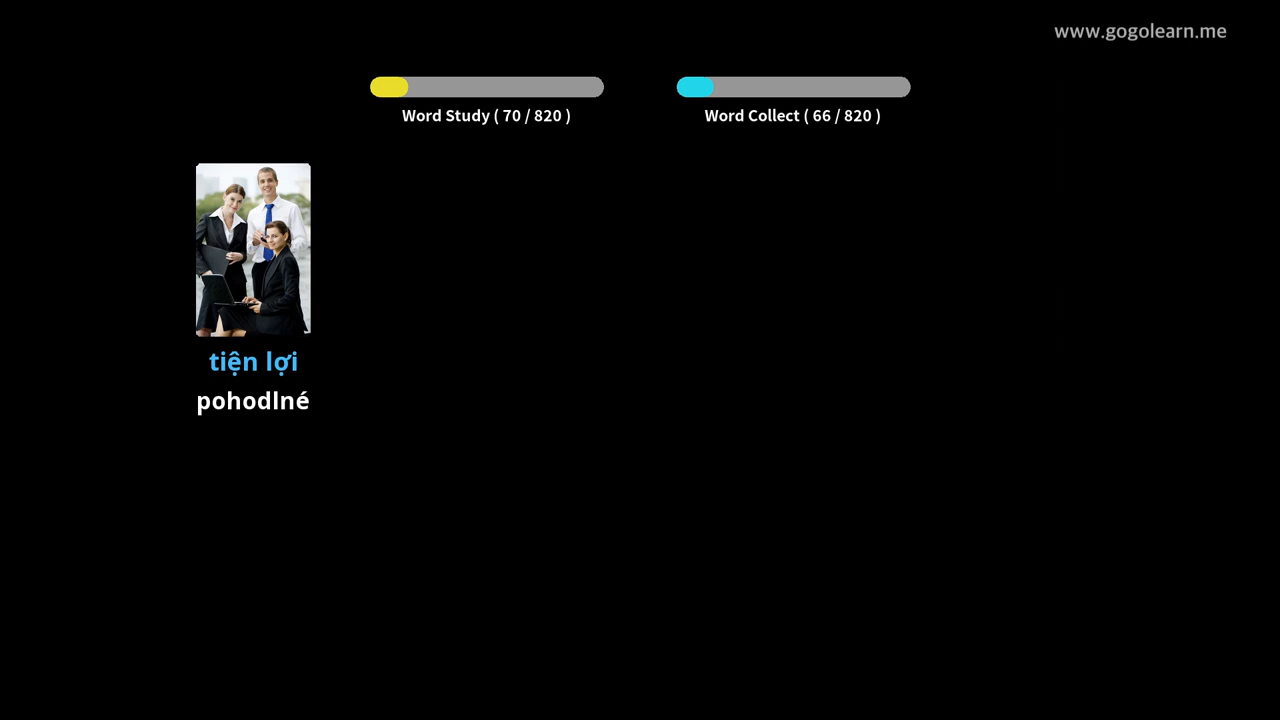 www.gogolearn.me
Word Study ( 70 / 820 )
Word Collect ( 66 / 820 )
tiện lợi
pohodlné